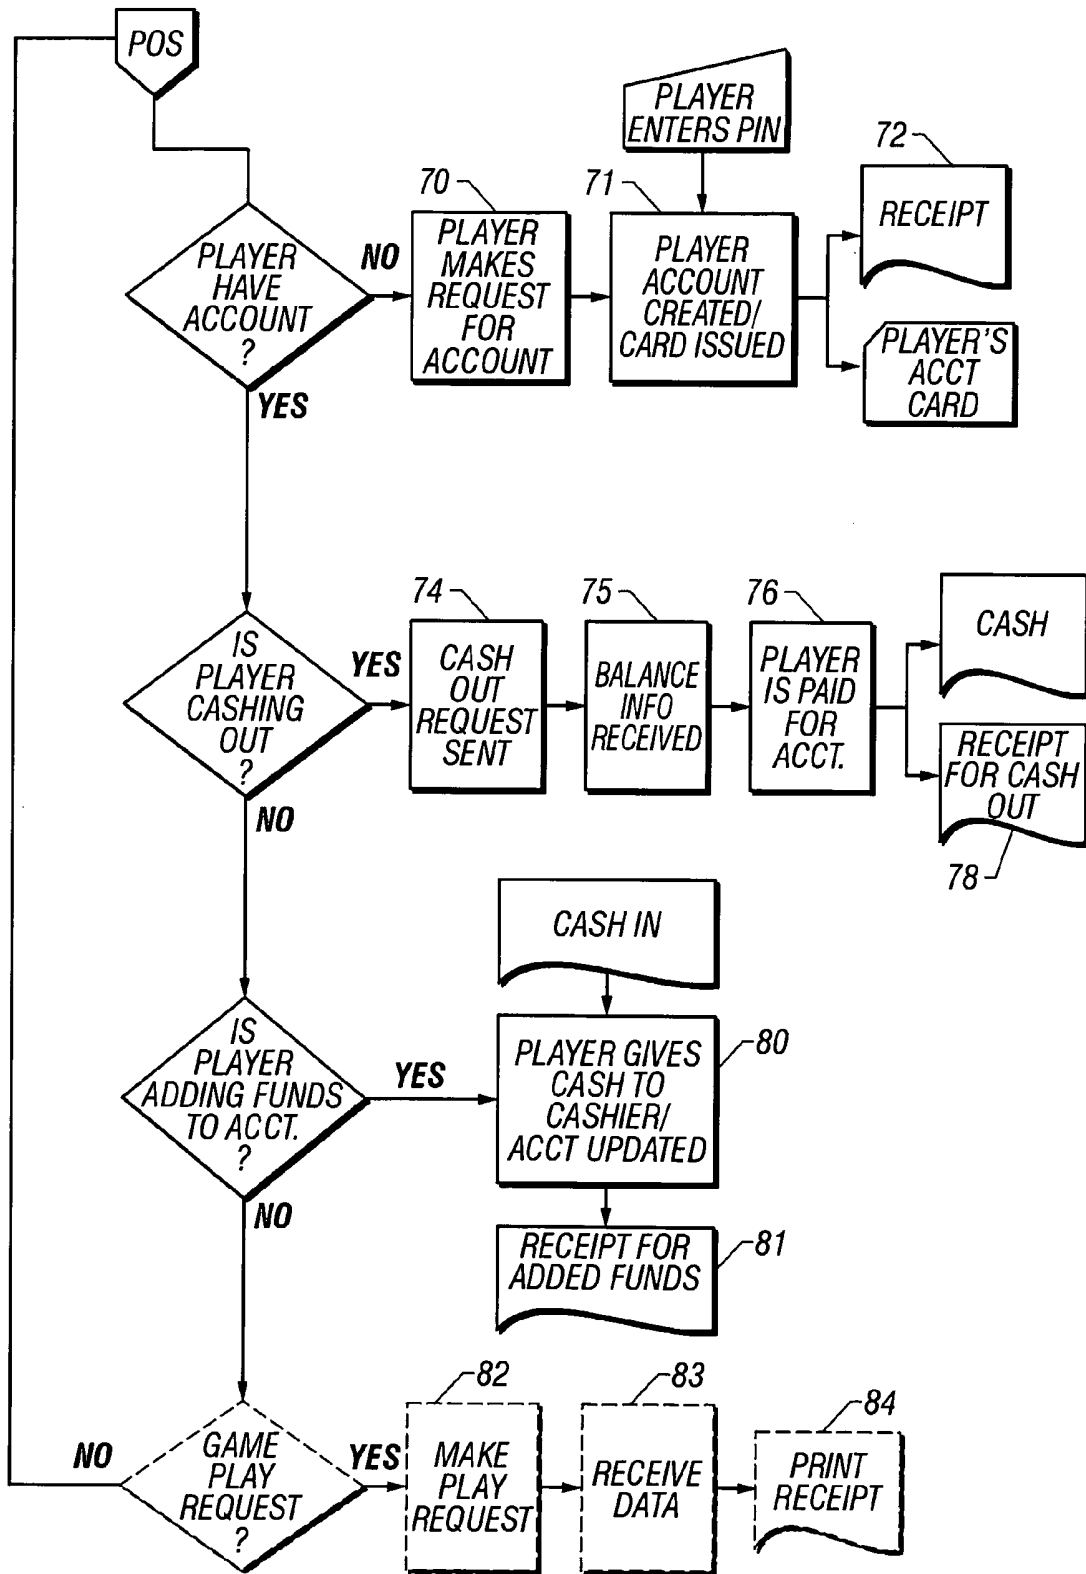 POS
PLAYER
ENTERS PIN
72
70
71
RECEIPT
PLAYER
HAVE
ACCOUNT
?
NO
PLAYER
MAKES
REQUEST
FOR
ACCOUNT
PLAYER
ACCOUNT
CREATED/
CARD ISSUED
PLAYER'S
ACCT
CARD
YES
74
75
76
CASH
IS
PLAYER
CASHING
OUT
?
YES
CASH
OUT
REQUEST
SENT
BALANCE
INFO
RECEIVED
PLAYER
IS PAID
FOR
ACCT.
RECEIPT
FOR CASH
OUT
78
NO
CASH IN
IS
PLAYER
ADDING FUNDS
TO ACCT.
?
YES
PLAYER GIVES
CASH TO
CASHIER/
ACCT UPDATED
80
NO
RECEIPT FOR
ADDED FUNDS
81
82
83
84
NO
GAME
PLAY
REQUEST
?
YES
MAKE
PLAY
REQUEST
RECEIVE
DATA
PRINT
RECEIPT